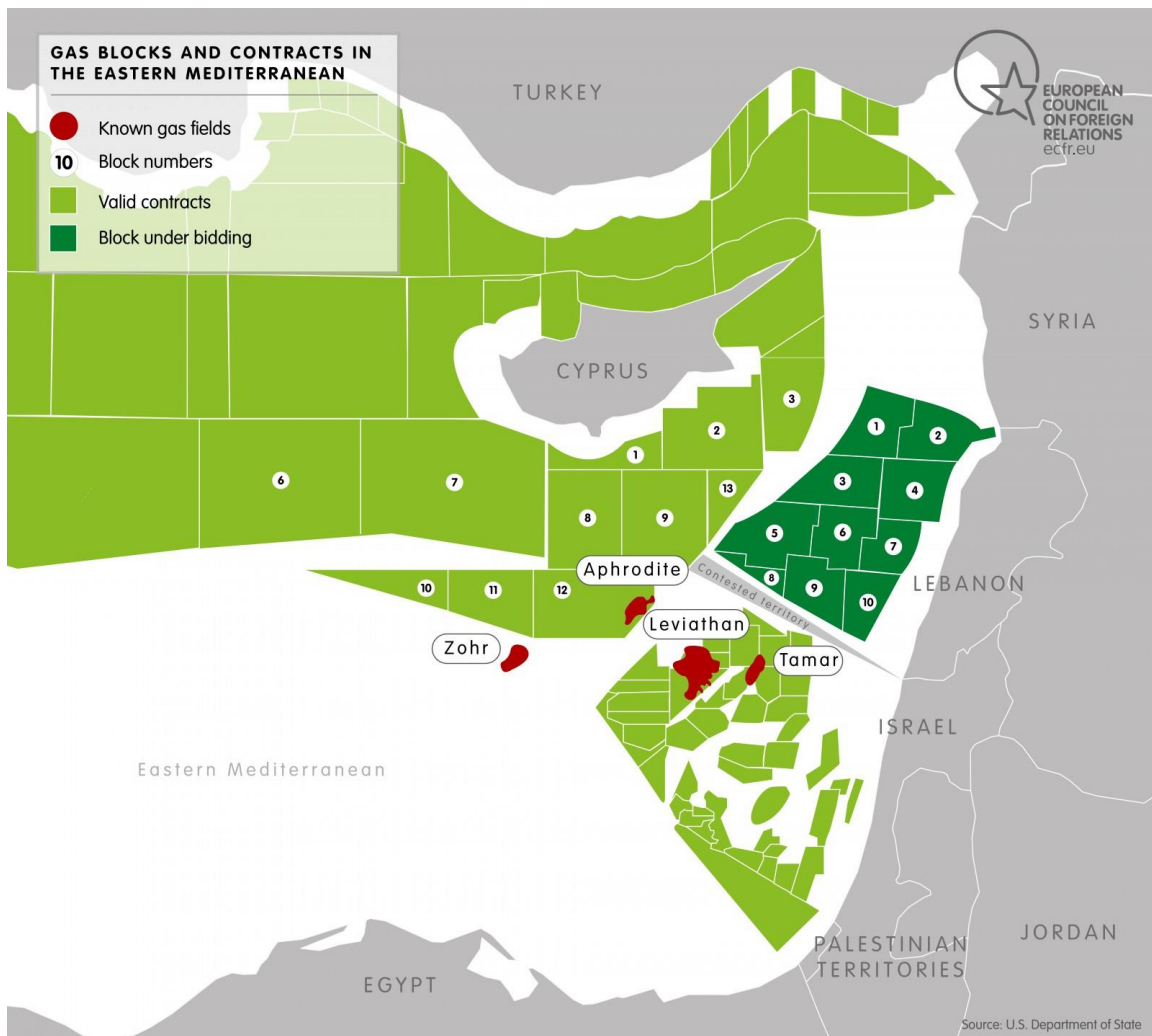 GAS BLOCKS AND CONTRACTS IN
THE EASTERN MEDITERRANEAN
Known gas fields
10 Block numbers
Valid contracts
Block under bidding
EUROPEAN
COUNCIL
ON FOREIGN
RELATIONS
ecfr.eu
TURKEY
SYRIA
CYPRUS
3
2
1
1
2
6
7
13
3
4
8
9
5
6
7
Aphrodite
Contested territory
8
9
10
LEBANON
10
11
12
Leviathan
Zohr
Tamar
ISRAEL
Eastern Mediterranean
JORDAN
PALESTINIAN
TERRITORIES
EGYPT
Source: U.S. Department of State